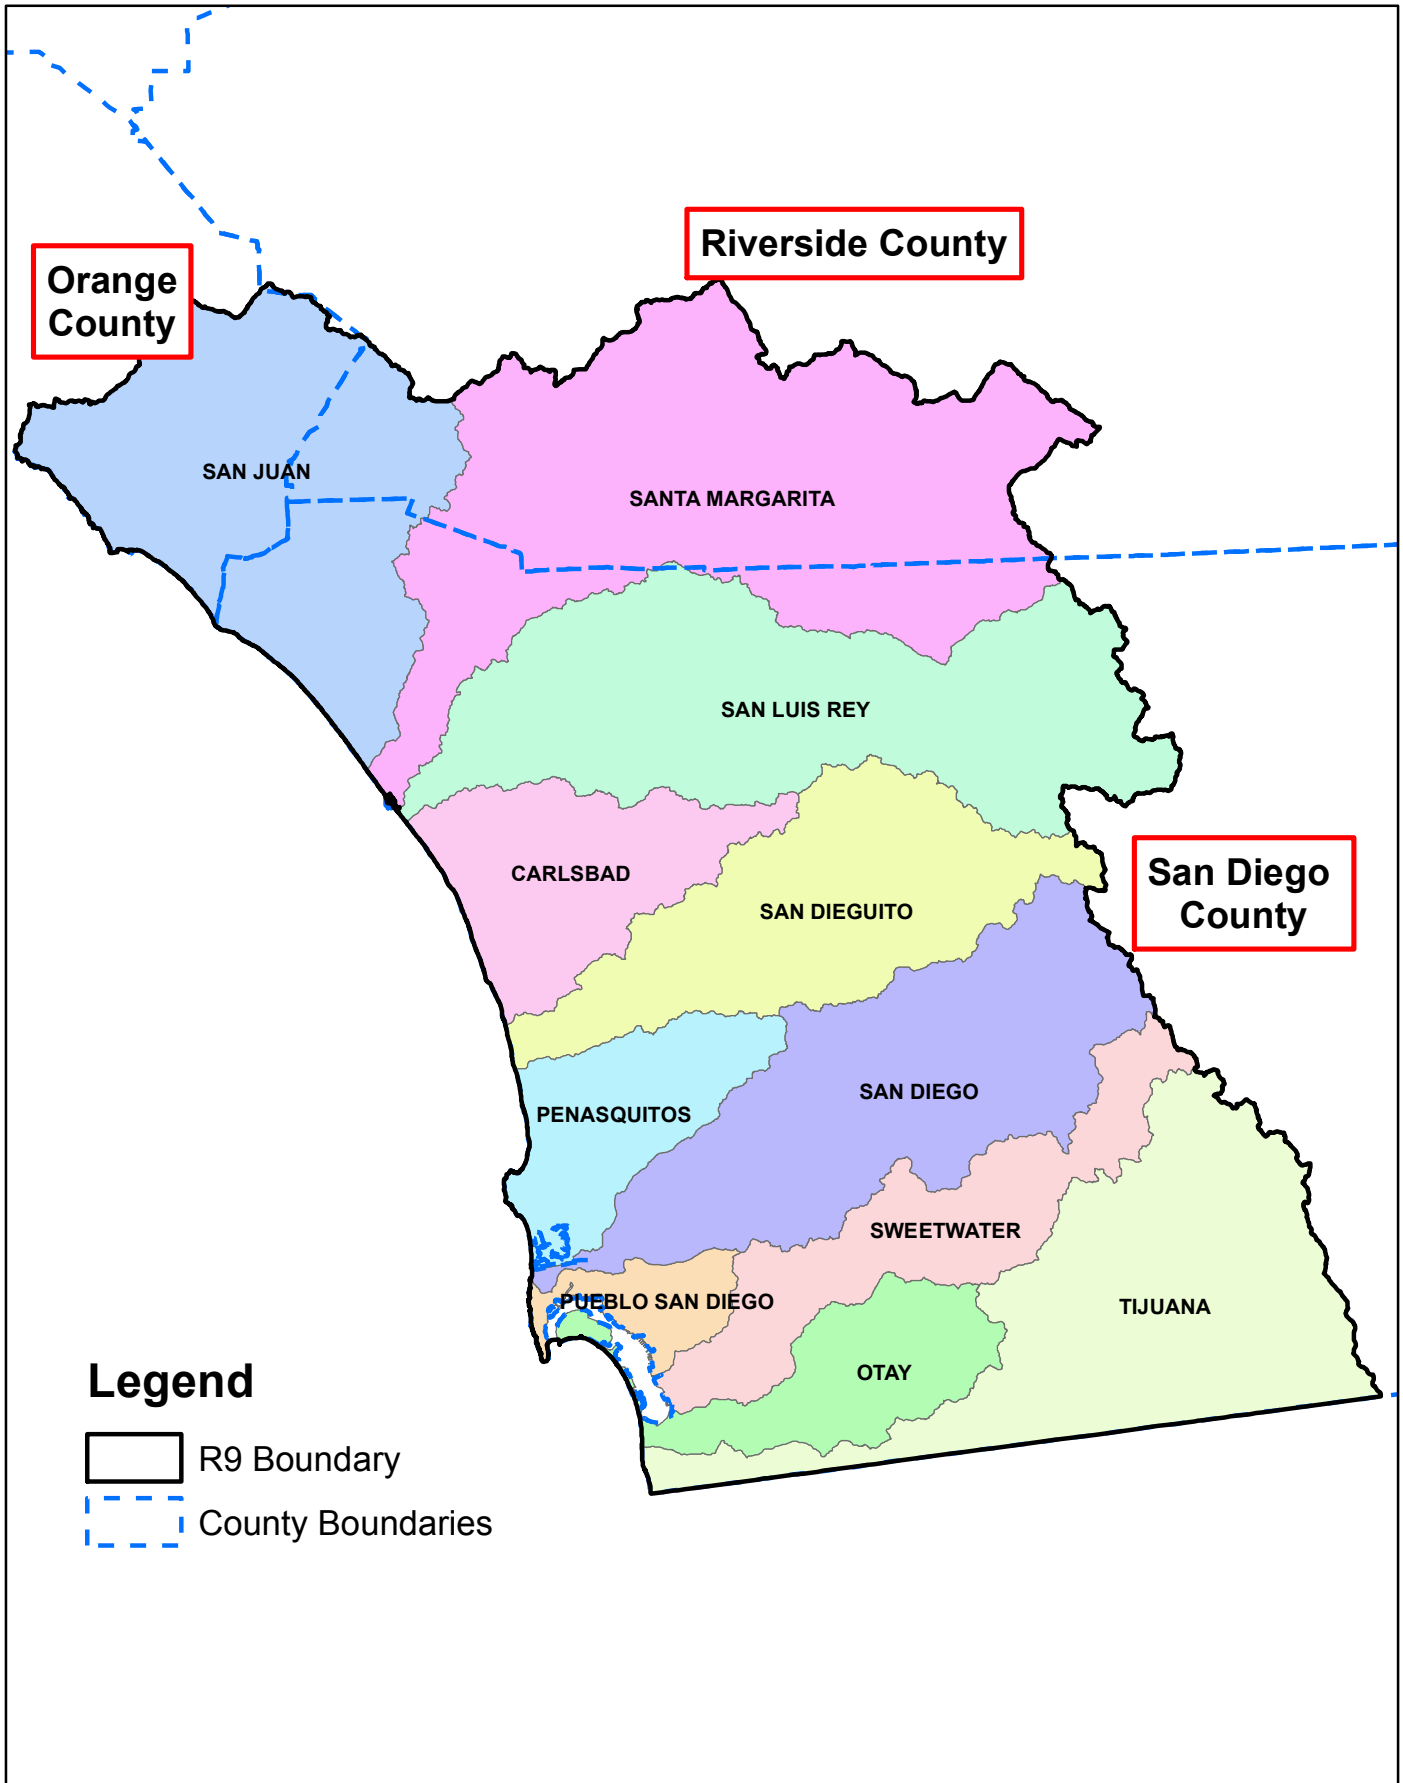 Riverside County
Orange
County
SAN JUAN
SANTA MARGARITA
SAN LUIS REY
CARLSBAD
SAN DIEGUITO
San Diego
County
SAN DIEGO
PENASQUITOS
SWEETWATER
PUEBLO SAN DIEGO
TIJUANA
OTAY
Legend
R9 Boundary
County Boundaries